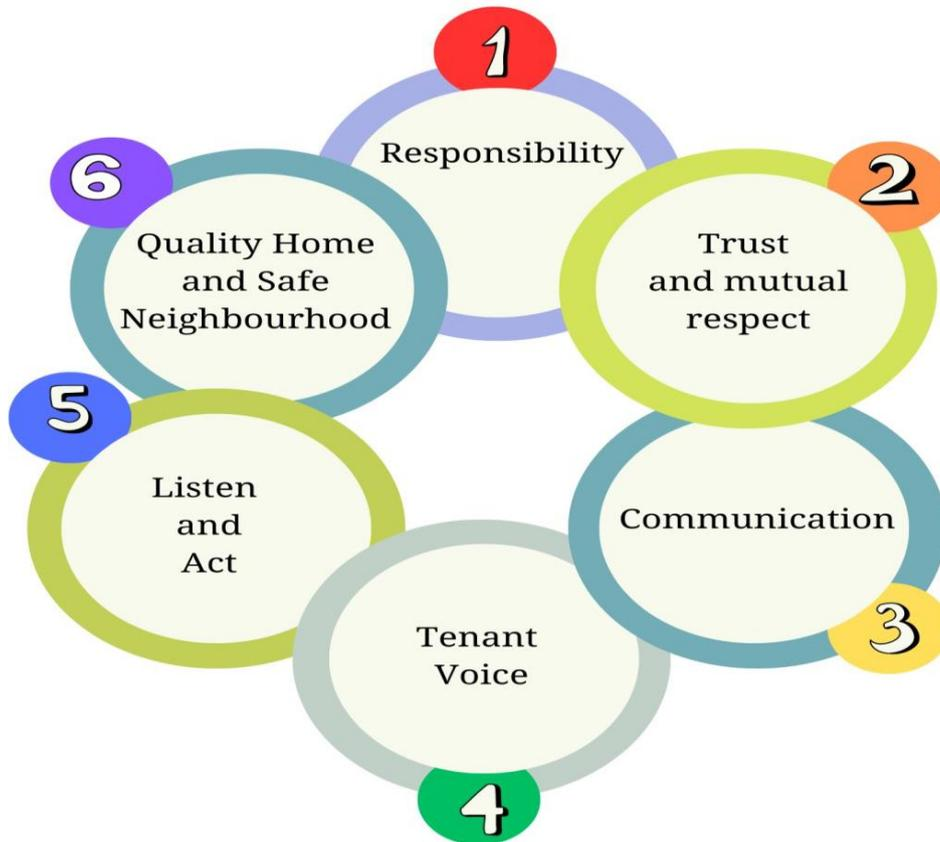 1
Responsibility
2
Trust
and mutual
respect
3
Communication
4
Tenant
Voice
5
Listen
and
Act
6
Quality Home
and Safe
Neighbourhood